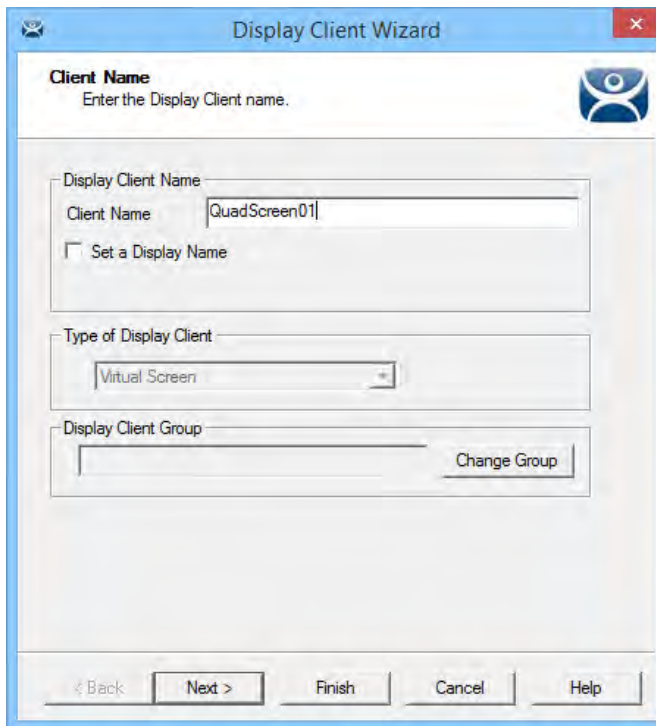 Display Client Wizard
Client Name
Enter the Display Client name.
Display Client Name
Client Name QuadScreen01
Set a Display Name
Type of Display Client
Virtual Screen
Display Client Group
Change Group
< Back Next > Finish Cancel Help